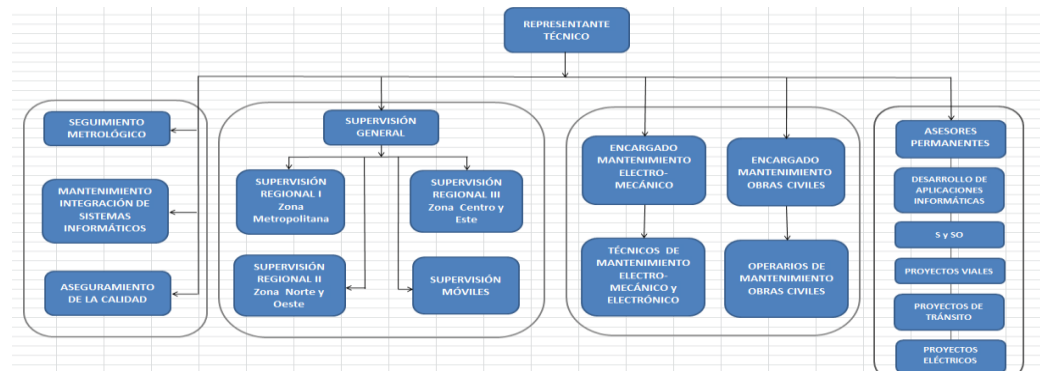 REPRESENTANTE
TÉCNICO
SEGUIMIENTO
METROLÓGICO
MANTENIMIENTO
INTEGRACIÓN DE
SISTEMAS
INFORMÁTICOS
ASEGURAMIENTO
DE LA CALIDAD
SUPERVISIÓN
GENERAL
SUPERVISIÓN
REGIONAL I
Zona
Metropolitana
SUPERVISIÓN
REGIONAL III
Zona Centro y
Este
SUPERVISIÓN
REGIONAL II
Zona Norte y
Oeste
SUPERVISIÓN
MÓVILES
ENCARGADO
MANTENIMIENTO
ELECTRO-
MECÁNICO
ENCARGADO
MANTENIMIENTO
OBRAS CIVILES
TÉCNICOS DE
MANTENIMIENTO
ELECTRO-
MECÁNICO y
ELECTRÓNICO
OPERARIOS DE
MANTENIMIENTO
OBRAS CIVILES
ASESORES
PERMANENTES
DESARROLLO DE
APLICACIONES
INFORMÁTICAS
S y SO
PROYECTOS VIALES
PROYECTOS DE
TRÁNSITO
PROYECTOS
ELÉCTRICOS